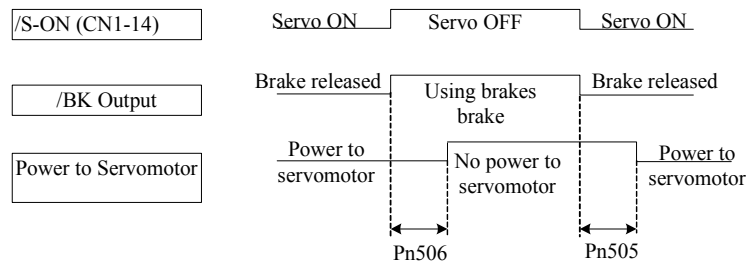 /S-ON (CN1-14)
Servo ON
Servo OFF
Servo ON
/BK Output
Brake released
Using brakes
brake
Brake released
Power to Servomotor
Power to
servomotor
No power to
servomotor
Power to
servomotor
Pn506
Pn505